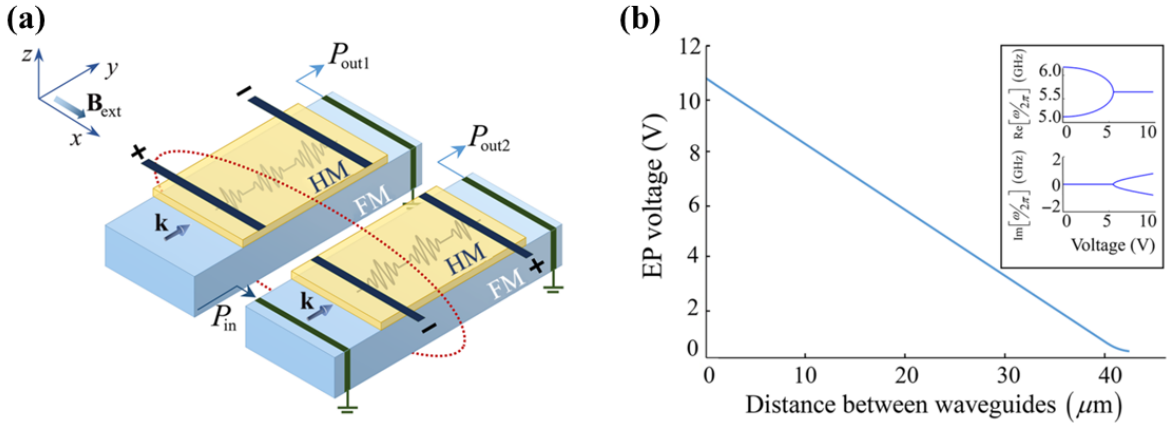 (a)
z
y
B_ext
x
P_out1
−
+
P_out2
HM
FM
k
HM
+
FM
k
P_in
−
(b)
12
10
8
6
4
2
0
EP voltage (V)
0 10 20 30 40
Distance between waveguides (μm)
Re[ω/2π] (GHz)
6.0
5.5
5.0
0 5 10
Im[ω/2π] (GHz)
2
0
−2
0 5 10
Voltage (V)